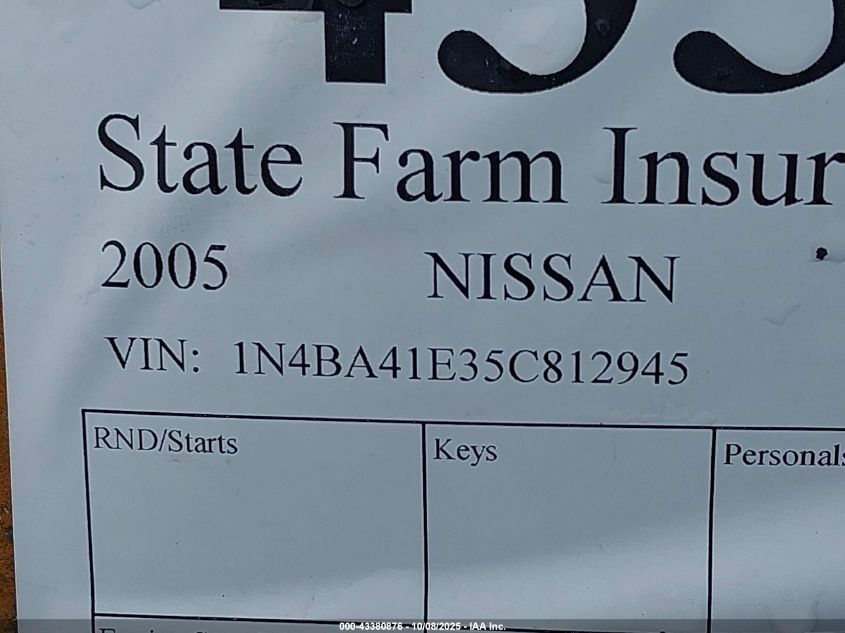 State Farm Insur
2005 NISSAN
VIN: 1N4BA41E35C812945
RND/Starts Keys Personals
000-43380876 - 10/08/2025 - IAA Inc.